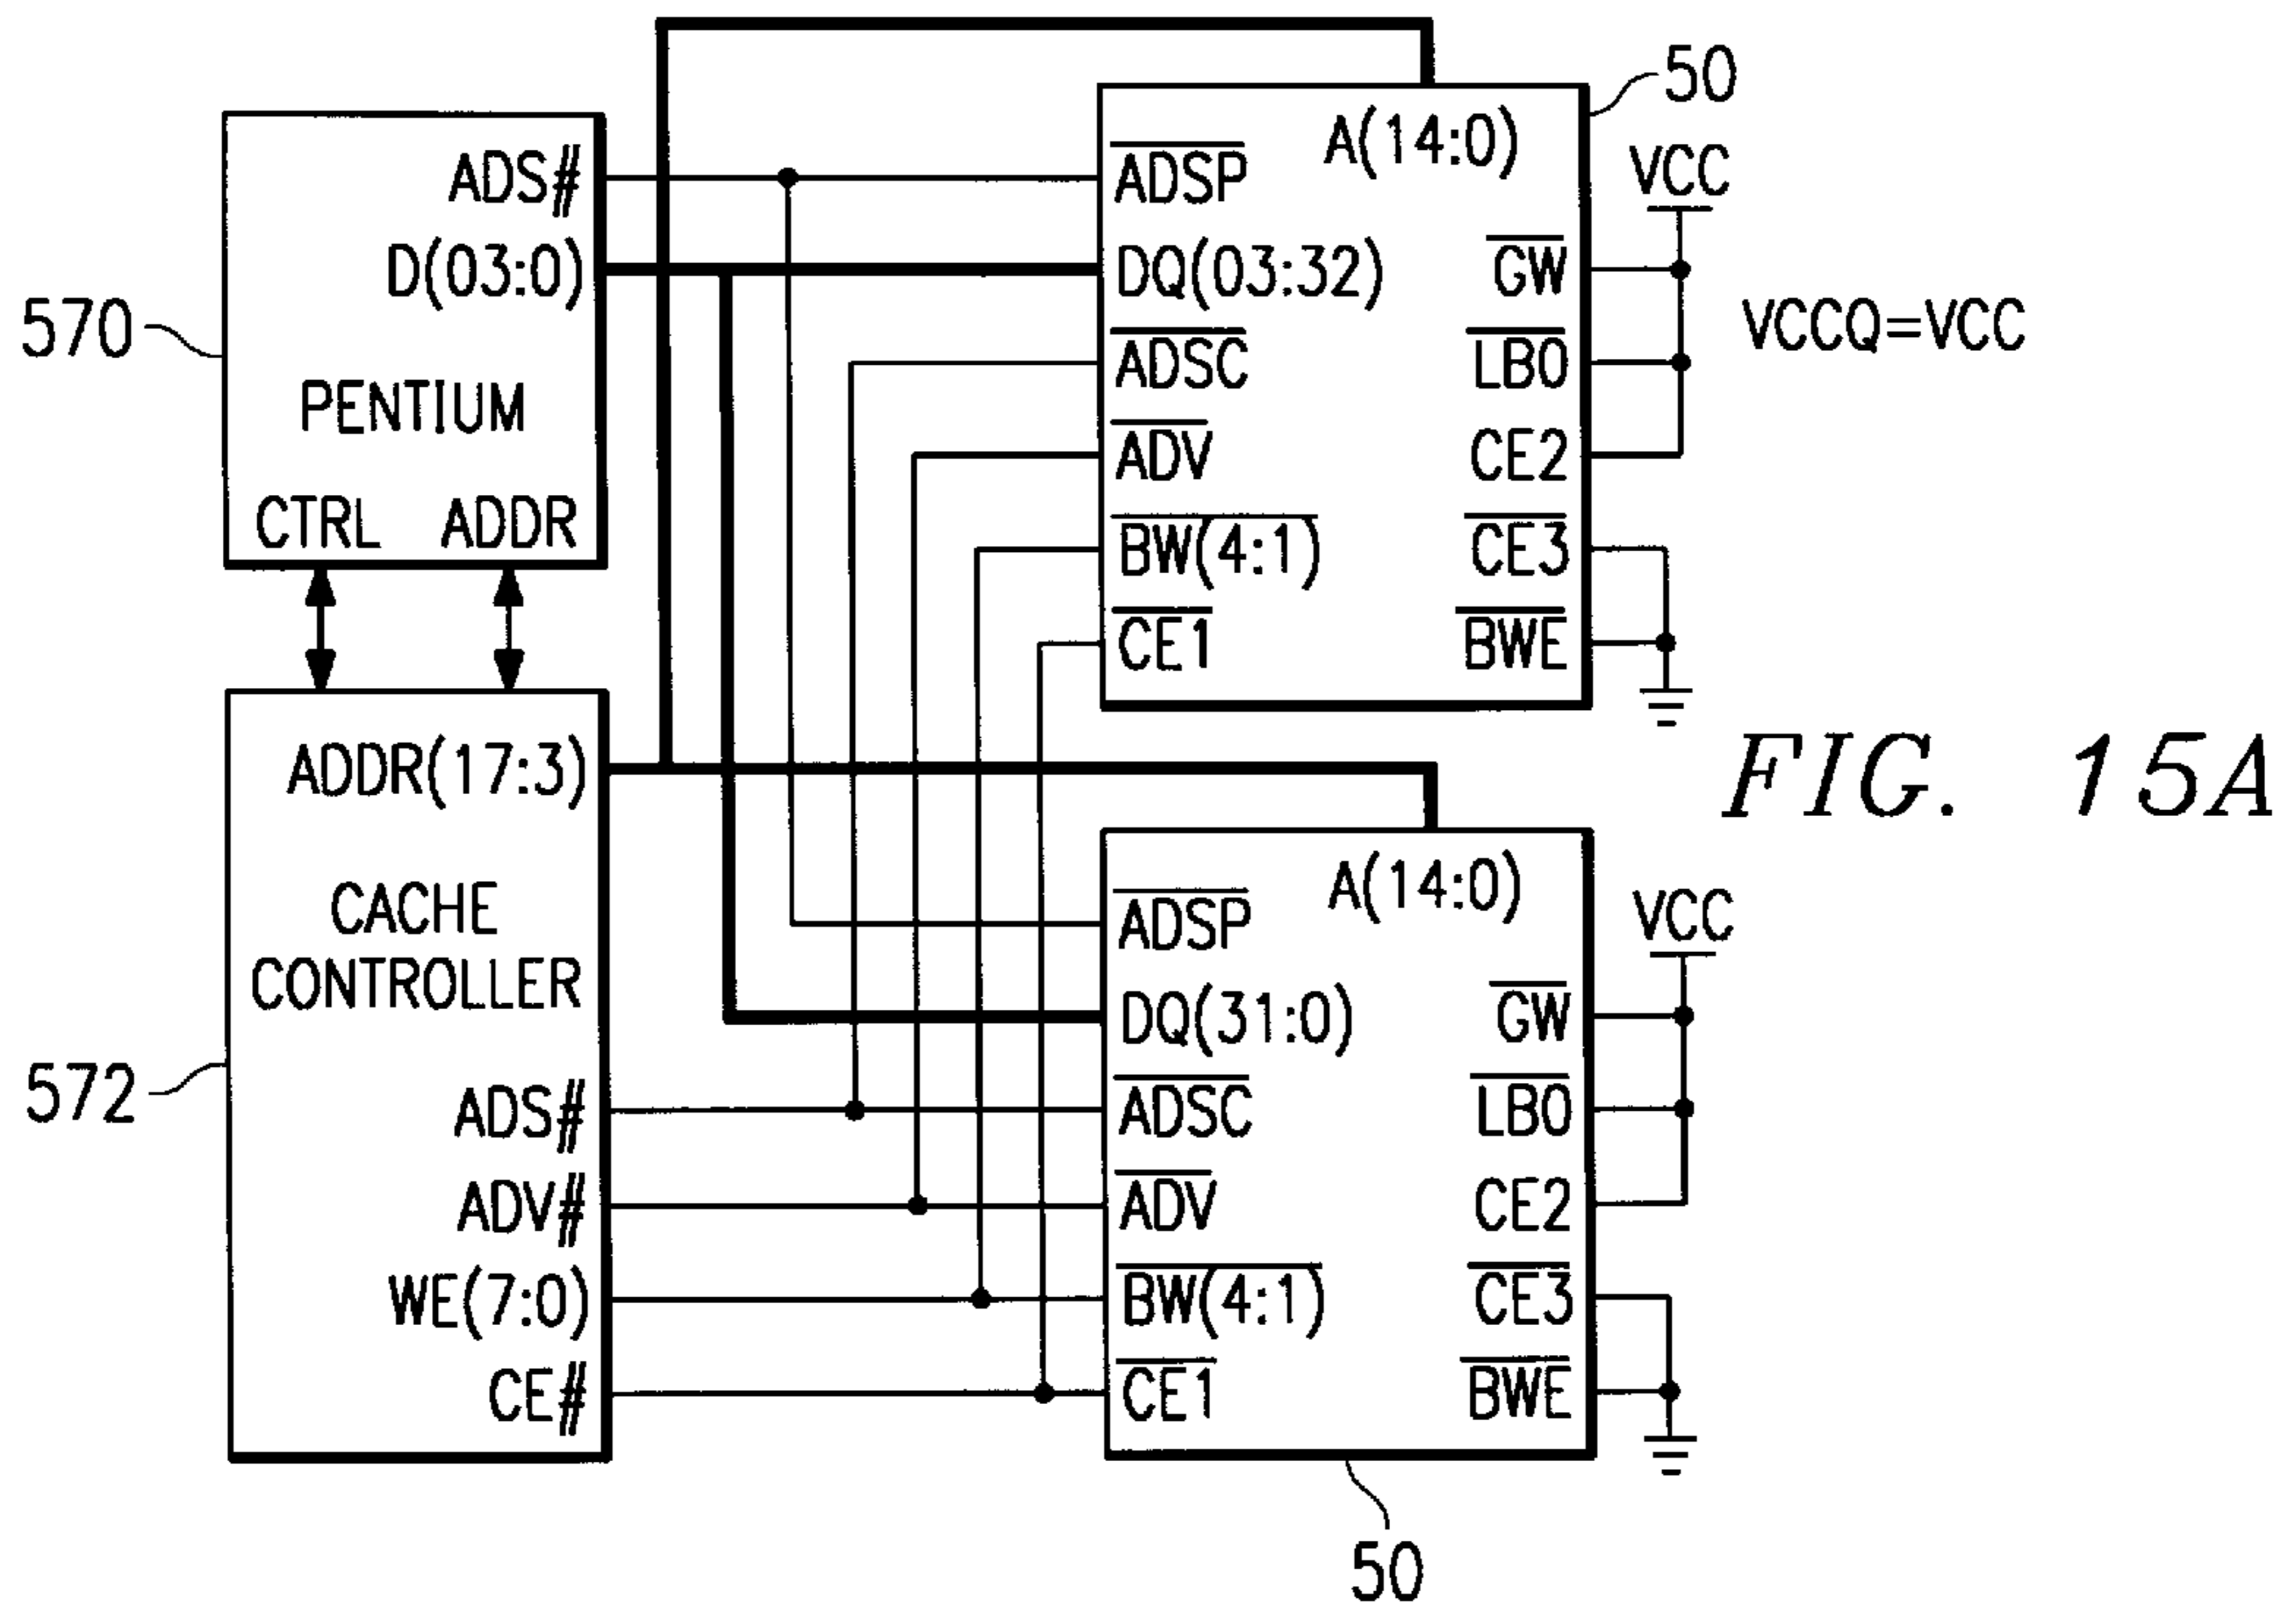 50
A(14:0)
VCC
ADS#
ADSP
D(03:0)
DQ(03:32)
GW
570
ADSC
LBO
VCCQ=VCC
PENTIUM
ADV
CE2
CTRL ADDR
BW(4:1)
CE3
CE1
BWE
ADDR(17:3)
FIG. 15A
A(14:0)
VCC
CACHE
CONTROLLER
ADSP
DQ(31:0)
GW
572
ADS#
ADSC
LBO
ADV#
ADV
CE2
WE(7:0)
BW(4:1)
CE3
CE#
CE1
BWE
50